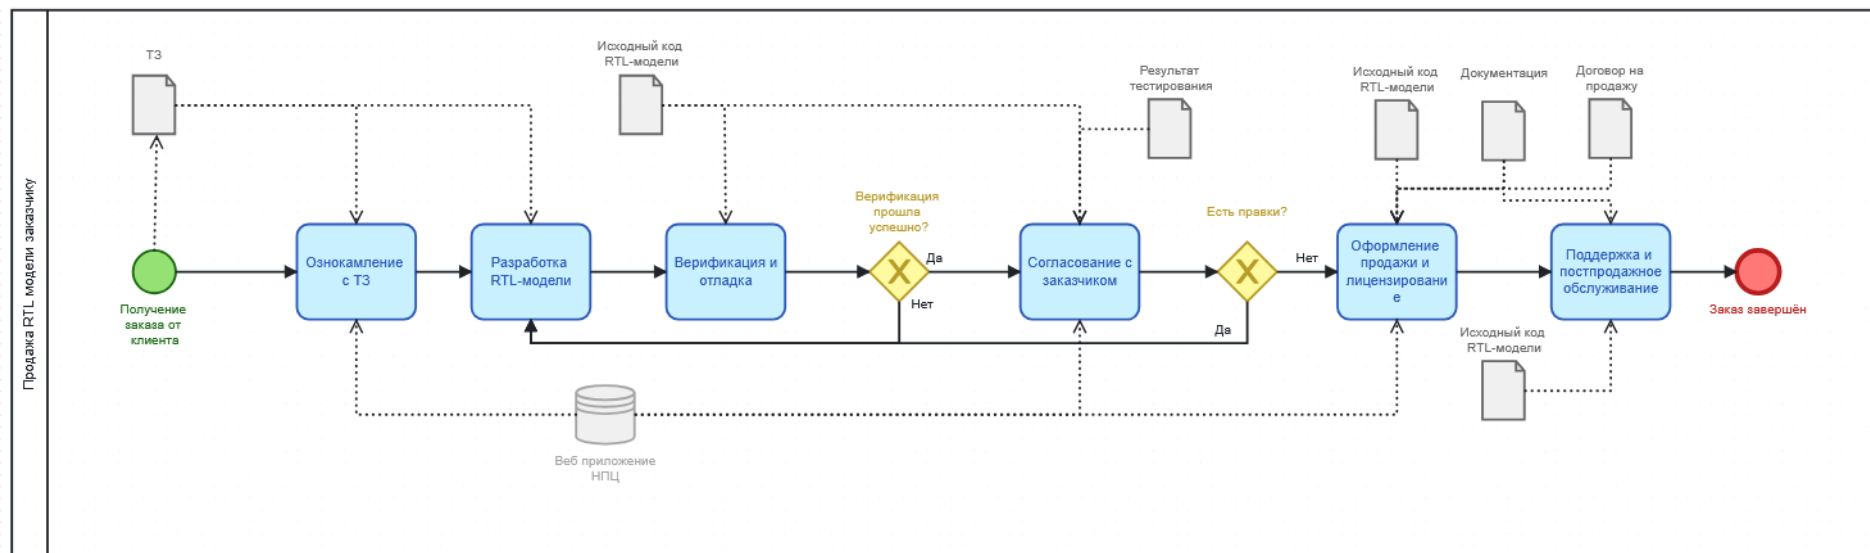 Продажа RTL модели заказчику
ТЗ
Исходный код
RTL-модели
Результат
тестирования
Исходный код
RTL-модели
Документация
Договор на
продажу
Получение
заказа от
клиента
Ознокамление
с ТЗ
Разработка
RTL-модели
Верификация и
отладка
Верификация
прошла
успешно?
Да
Нет
Согласование с
заказчиком
Есть правки?
Нет
Да
Оформление
продажи и
лицензировани
е
Поддержка и
постпродажное
обслуживание
Заказ завершён
Исходный код
RTL-модели
Веб приложение
НПЦ